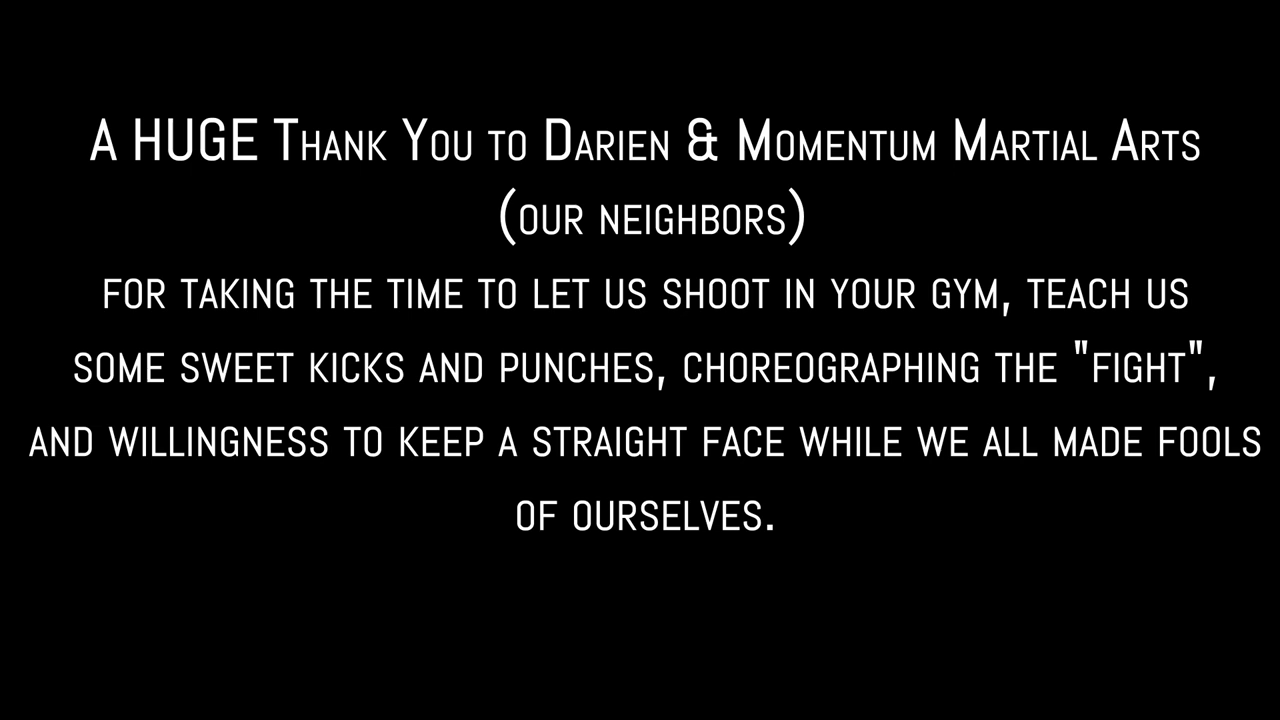 A HUGE Thank You to Darien & Momentum Martial Arts
(our neighbors)
for taking the time to let us shoot in your gym, teach us
some sweet kicks and punches, choreographing the "fight",
and willingness to keep a straight face while we all made fools
of ourselves.